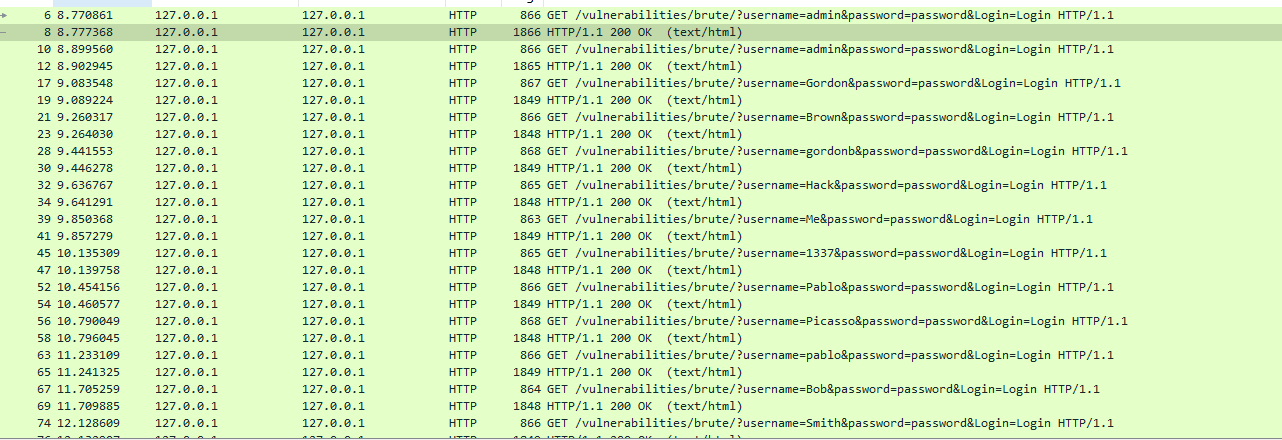 6 8.770861 127.0.0.1 127.0.0.1 HTTP 866 GET /vulnerabilities/brute/?username=admin&password=password&Login=Login HTTP/1.1
8 8.777368 127.0.0.1 127.0.0.1 HTTP 1866 HTTP/1.1 200 OK (text/html)
10 8.899560 127.0.0.1 127.0.0.1 HTTP 866 GET /vulnerabilities/brute/?username=admin&password=password&Login=Login HTTP/1.1
12 8.902945 127.0.0.1 127.0.0.1 HTTP 1865 HTTP/1.1 200 OK (text/html)
17 9.083548 127.0.0.1 127.0.0.1 HTTP 867 GET /vulnerabilities/brute/?username=Gordon&password=password&Login=Login HTTP/1.1
19 9.089224 127.0.0.1 127.0.0.1 HTTP 1849 HTTP/1.1 200 OK (text/html)
21 9.260317 127.0.0.1 127.0.0.1 HTTP 866 GET /vulnerabilities/brute/?username=Brown&password=password&Login=Login HTTP/1.1
23 9.264030 127.0.0.1 127.0.0.1 HTTP 1848 HTTP/1.1 200 OK (text/html)
28 9.441553 127.0.0.1 127.0.0.1 HTTP 868 GET /vulnerabilities/brute/?username=gordonb&password=password&Login=Login HTTP/1.1
30 9.446278 127.0.0.1 127.0.0.1 HTTP 1849 HTTP/1.1 200 OK (text/html)
32 9.636767 127.0.0.1 127.0.0.1 HTTP 865 GET /vulnerabilities/brute/?username=Hack&password=password&Login=Login HTTP/1.1
34 9.641291 127.0.0.1 127.0.0.1 HTTP 1848 HTTP/1.1 200 OK (text/html)
39 9.850368 127.0.0.1 127.0.0.1 HTTP 863 GET /vulnerabilities/brute/?username=Me&password=password&Login=Login HTTP/1.1
41 9.857279 127.0.0.1 127.0.0.1 HTTP 1849 HTTP/1.1 200 OK (text/html)
45 10.135309 127.0.0.1 127.0.0.1 HTTP 865 GET /vulnerabilities/brute/?username=1337&password=password&Login=Login HTTP/1.1
47 10.139758 127.0.0.1 127.0.0.1 HTTP 1848 HTTP/1.1 200 OK (text/html)
52 10.454156 127.0.0.1 127.0.0.1 HTTP 866 GET /vulnerabilities/brute/?username=Pablo&password=password&Login=Login HTTP/1.1
54 10.460577 127.0.0.1 127.0.0.1 HTTP 1849 HTTP/1.1 200 OK (text/html)
56 10.790049 127.0.0.1 127.0.0.1 HTTP 868 GET /vulnerabilities/brute/?username=Picasso&password=password&Login=Login HTTP/1.1
58 10.796045 127.0.0.1 127.0.0.1 HTTP 1848 HTTP/1.1 200 OK (text/html)
63 11.233109 127.0.0.1 127.0.0.1 HTTP 866 GET /vulnerabilities/brute/?username=pablo&password=password&Login=Login HTTP/1.1
65 11.241325 127.0.0.1 127.0.0.1 HTTP 1849 HTTP/1.1 200 OK (text/html)
67 11.705259 127.0.0.1 127.0.0.1 HTTP 864 GET /vulnerabilities/brute/?username=Bob&password=password&Login=Login HTTP/1.1
69 11.709885 127.0.0.1 127.0.0.1 HTTP 1848 HTTP/1.1 200 OK (text/html)
74 12.128609 127.0.0.1 127.0.0.1 HTTP 866 GET /vulnerabilities/brute/?username=Smith&password=password&Login=Login HTTP/1.1